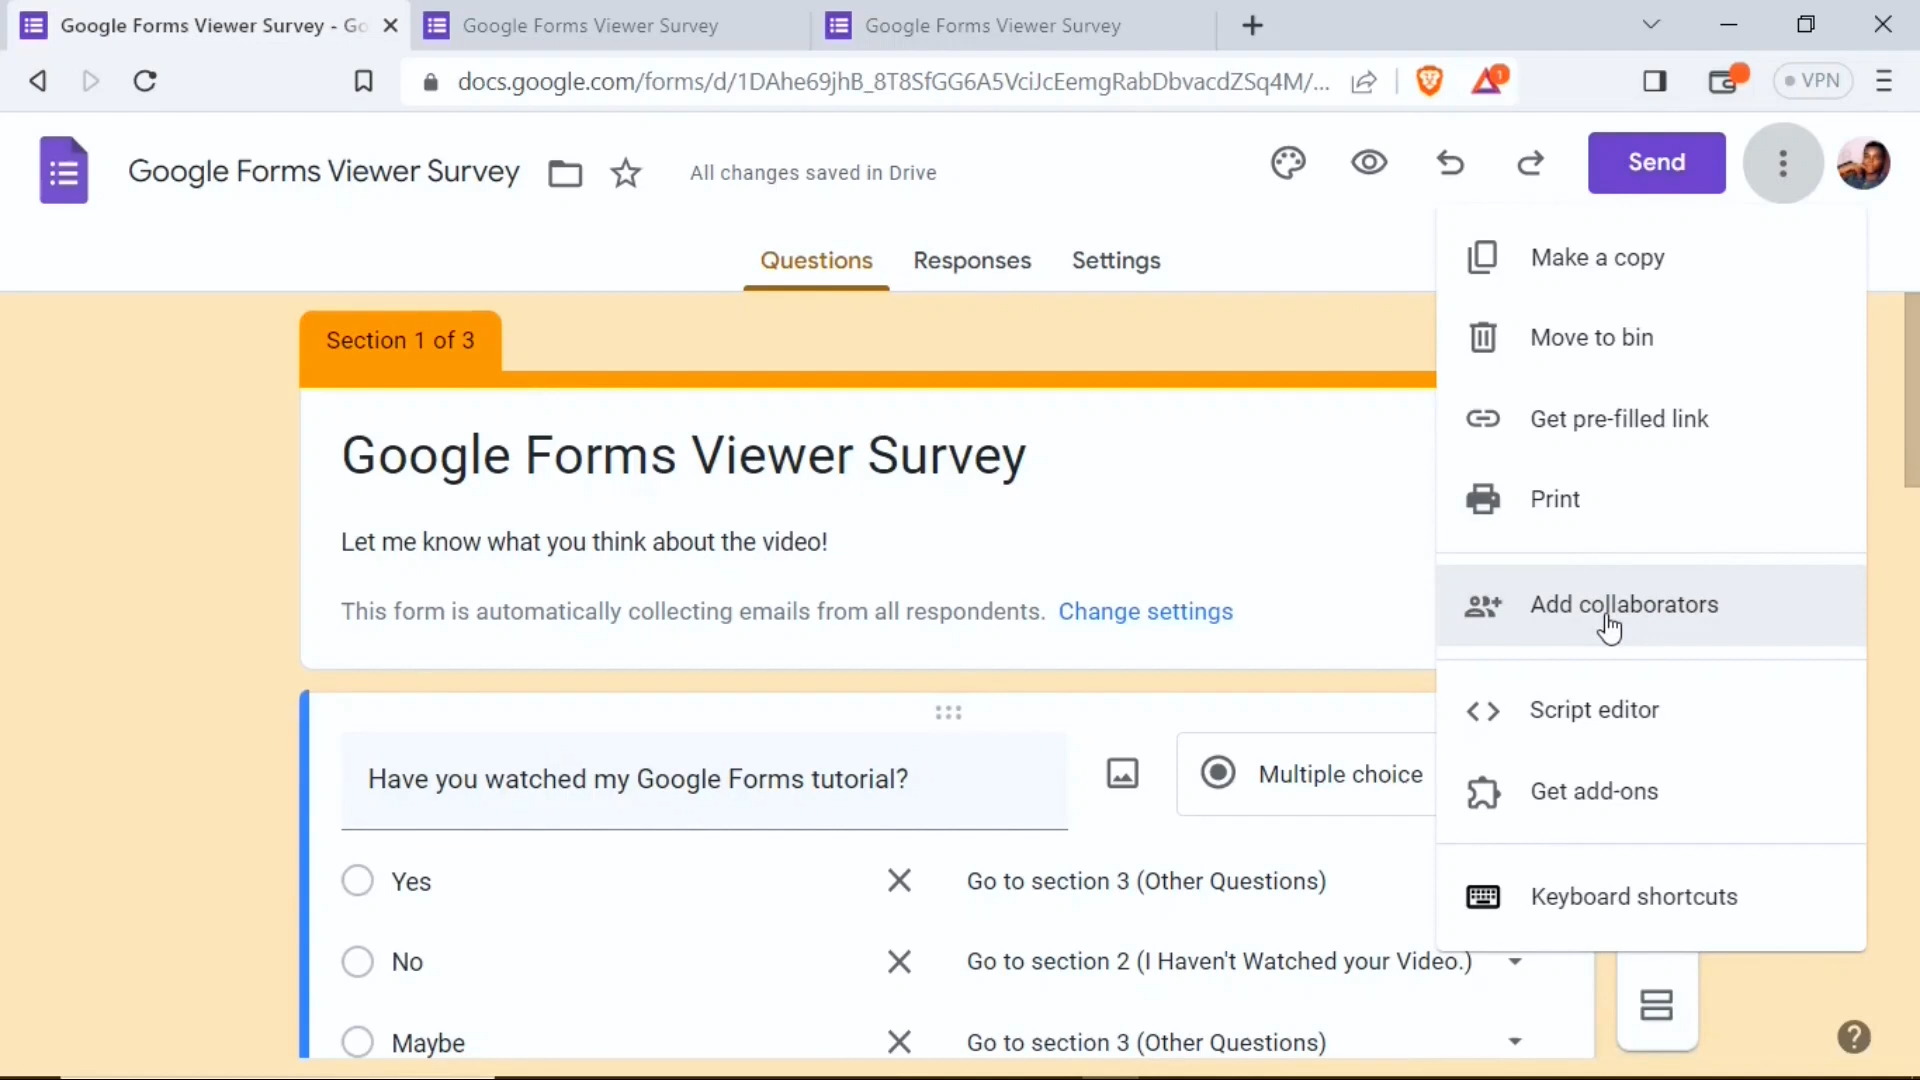 Google Forms Viewer Survey - Go
Google Forms Viewer Survey
Google Forms Viewer Survey
docs.google.com/forms/d/1DAhe69jhB_8T8SfGG6A5VciJcEemgRabDbvacdZSq4M/...
1
VPN
Google Forms Viewer Survey
All changes saved in Drive
Send
Questions
Responses
Settings
Make a copy
Move to bin
Get pre-filled link
Print
Add collaborators
Script editor
Get add-ons
Keyboard shortcuts
Section 1 of 3
Google Forms Viewer Survey
Let me know what you think about the video!
This form is automatically collecting emails from all respondents. Change settings
Have you watched my Google Forms tutorial?
Multiple choice
Yes
Go to section 3 (Other Questions)
No
Go to section 2 (I Haven't Watched your Video.)
Maybe
Go to section 3 (Other Questions)